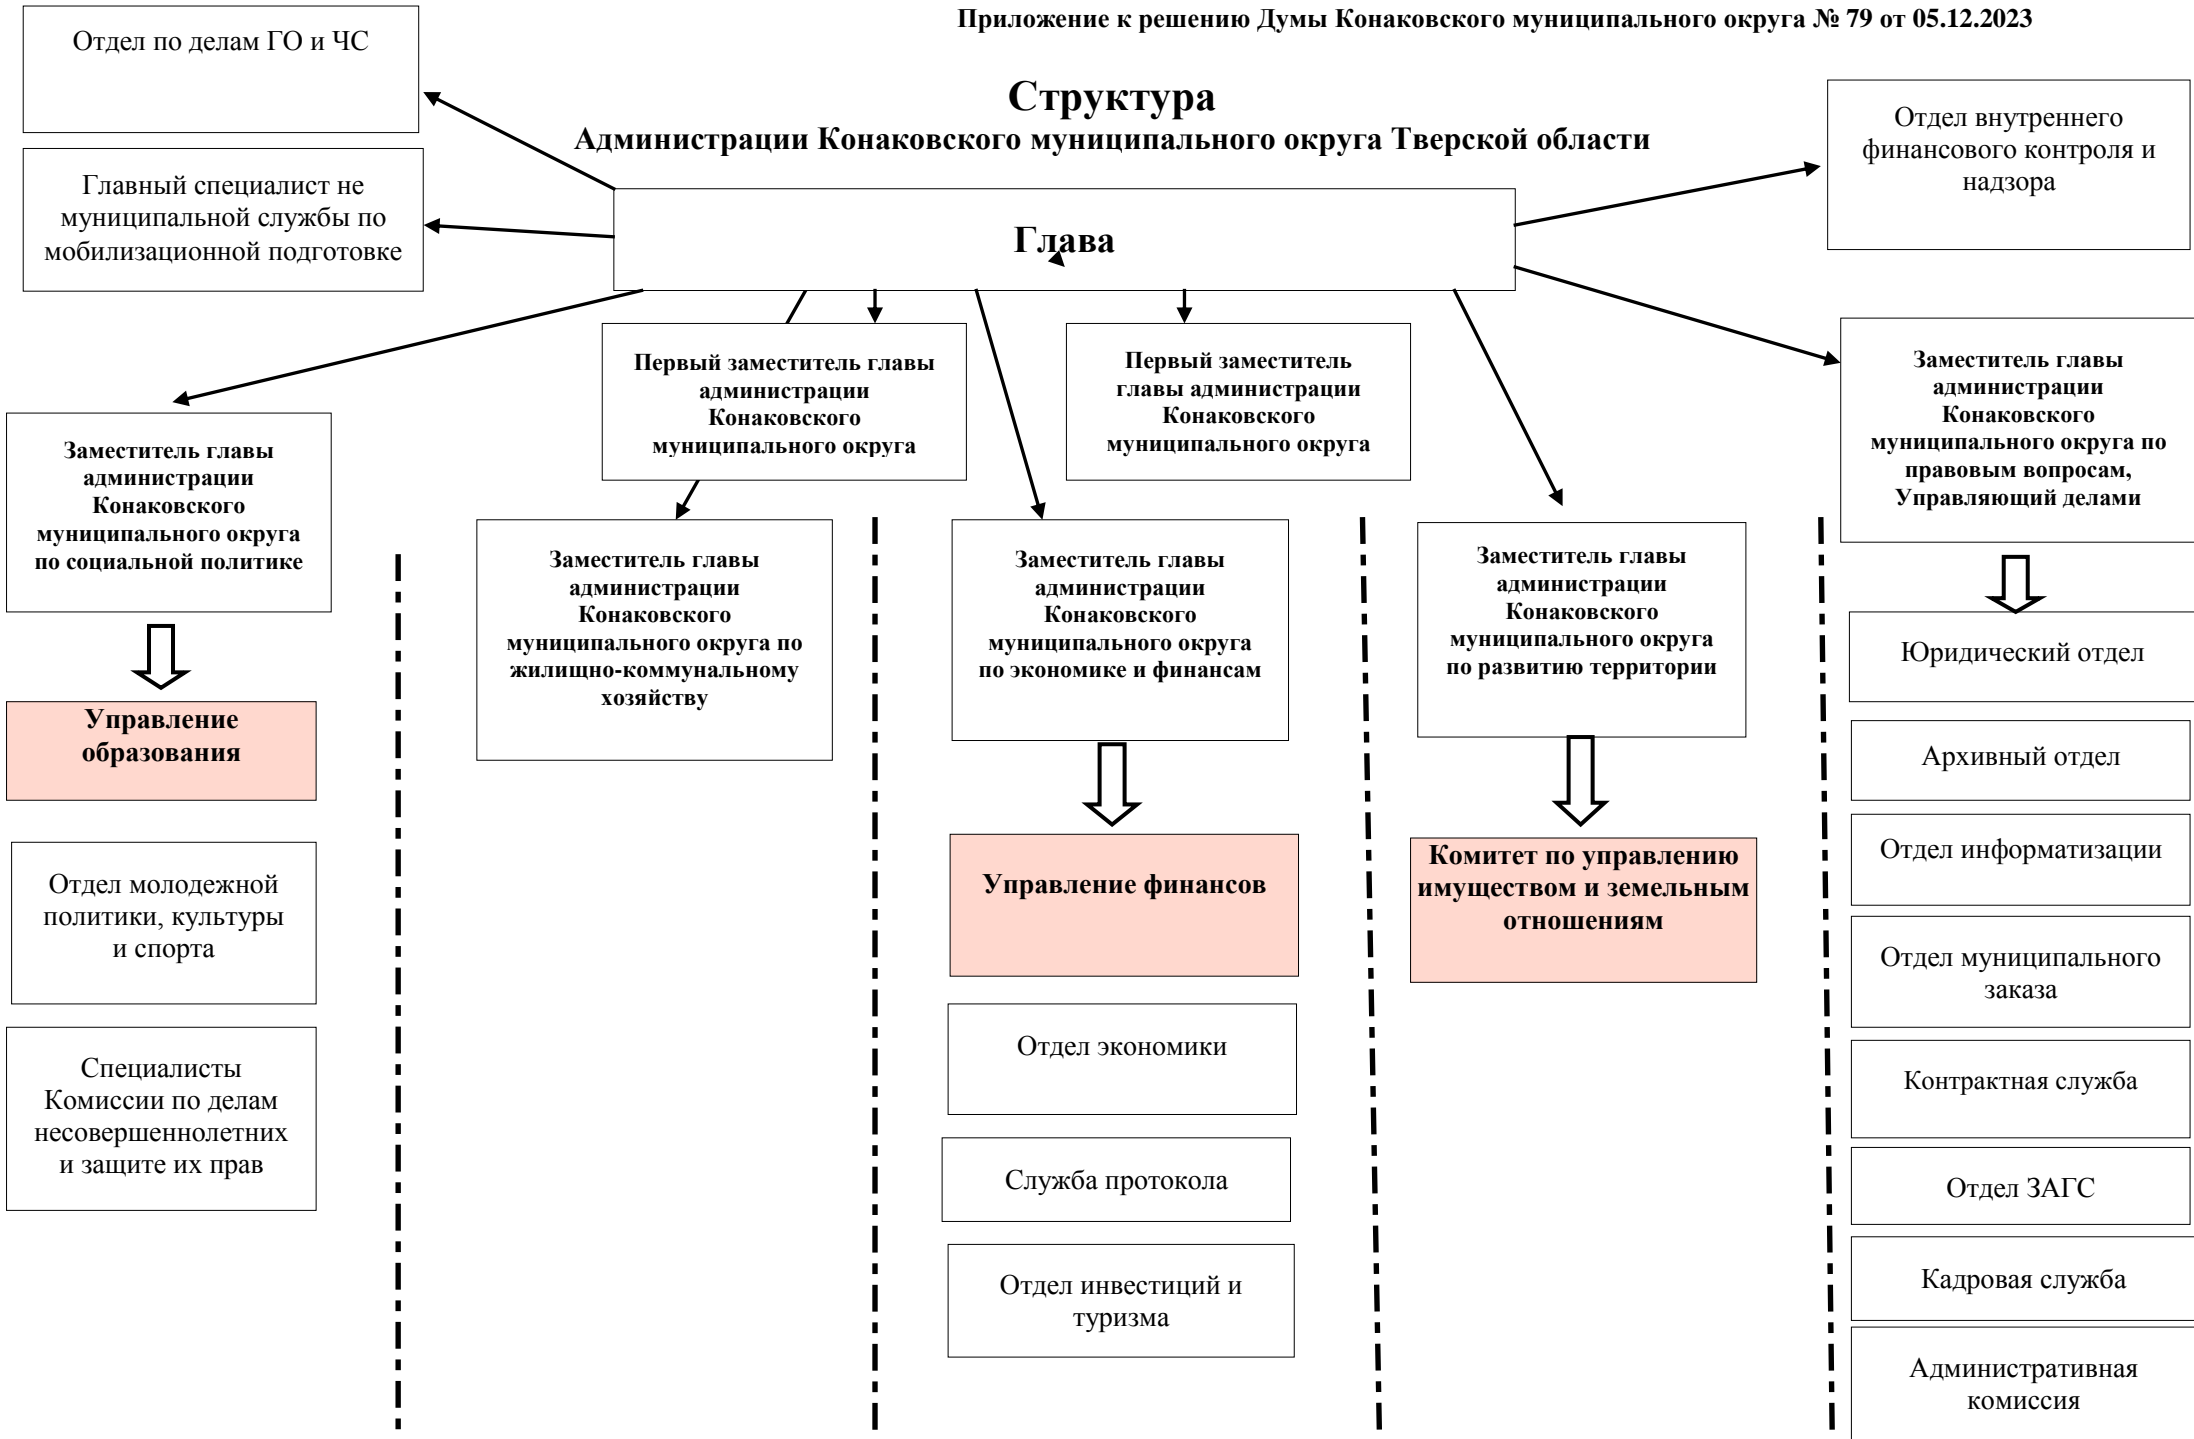 Приложение к решению Думы Конаковского муниципального округа № 79 от 05.12.2023
Отдел по делам ГО и ЧС
Структура
Администрации Конаковского муниципального округа Тверской области
Отдел внутреннего
финансового контроля и
надзора
Главный специалист не
муниципальной службы по
мобилизационной подготовке
Глава
Первый заместитель главы
администрации
Конаковского
муниципального округа
Первый заместитель
главы администрации
Конаковского
муниципального округа
Заместитель главы
администрации
Конаковского
муниципального округа по
правовым вопросам,
Управляющий делами
Заместитель главы
администрации
Конаковского
муниципального округа
по социальной политике
Заместитель главы
администрации
Конаковского
муниципального округа по
жилищно-коммунальному
хозяйству
Заместитель главы
администрации
Конаковского
муниципального округа
по экономике и финансам
Заместитель главы
администрации
Конаковского
муниципального округа
по развитию территории
Управление
образования
Отдел молодежной
политики, культуры
и спорта
Специалисты
Комиссии по делам
несовершеннолетних
и защите их прав
Управление финансов
Отдел экономики
Служба протокола
Отдел инвестиций и
туризма
Комитет по управлению
имуществом и земельным
отношениям
Юридический отдел
Архивный отдел
Отдел информатизации
Отдел муниципального
заказа
Контрактная служба
Отдел ЗАГС
Кадровая служба
Административная
комиссия